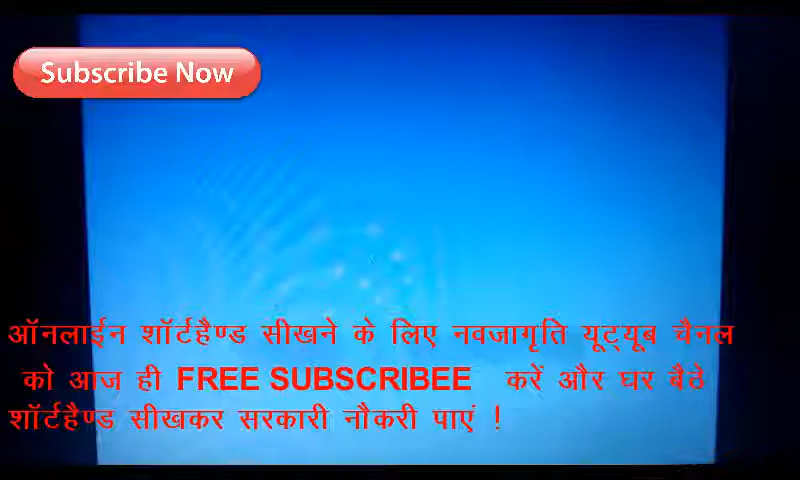 Subscribe Now
ऑनलाईन शॉर्टहैण्ड सीखने के लिए नवजागृति यूट्यूब चैनल
को आज ही FREE SUBSCRIBEE करें और घर बैठे
शॉर्टहैण्ड सीखकर सरकारी नौकरी पाएं !